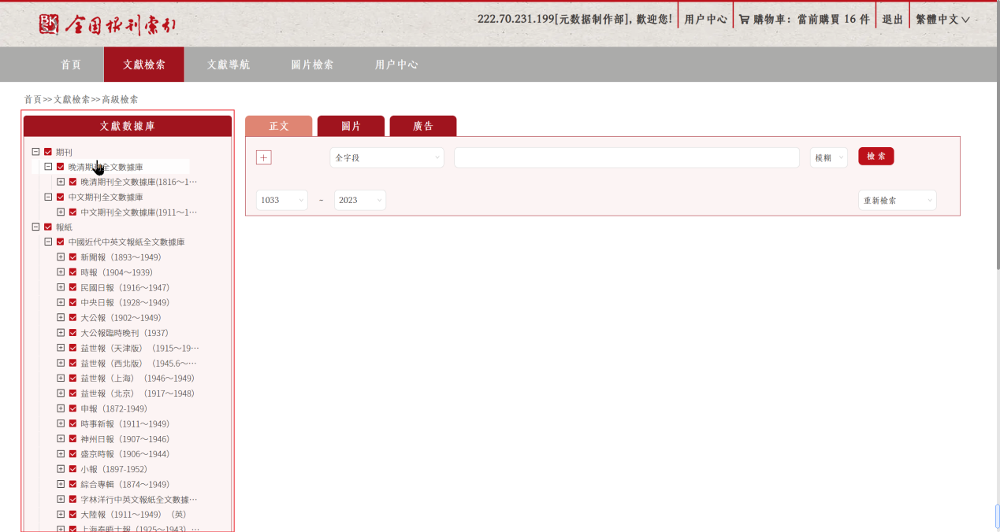 BK
全国报刊索引
222.70.231.199[元数据制作部], 歡迎您! 用户中心 購物車: 當前購買 16 件 退出 繁體中文
首頁 文獻檢索 文獻導航 圖片檢索 用户中心
首頁>>文獻檢索>>高級檢索
文獻數據庫
期刊
晚清期刊全文數據庫
晚清期刊全文數據庫(1816～1…
中文期刊全文數據庫
中文期刊全文數據庫(1911～1…
報紙
中國近代中英文報紙全文數據庫
新聞報（1893～1949）
時報（1904～1939）
民國日報（1916～1947）
中央日報（1928～1949）
大公報（1902～1949）
大公報臨時晚刊（1937）
益世報（天津版）（1915～19…
益世報（西北版）（1945.6～…
益世報（上海）（1946～1949）
益世報（北京）（1917～1948）
申報（1872-1949）
時事新報（1911～1949）
神州日報（1907～1946）
盛京時報（1906～1944）
小報（1897-1952）
綜合專輯（1874～1949）
字林洋行中英文報紙全文數據…
大陸報（1911～1949）（英）
上海泰晤士報（1925～1943）…
正文 圖片 廣告
全字段 模糊 檢索
1033 ~ 2023 重新檢索